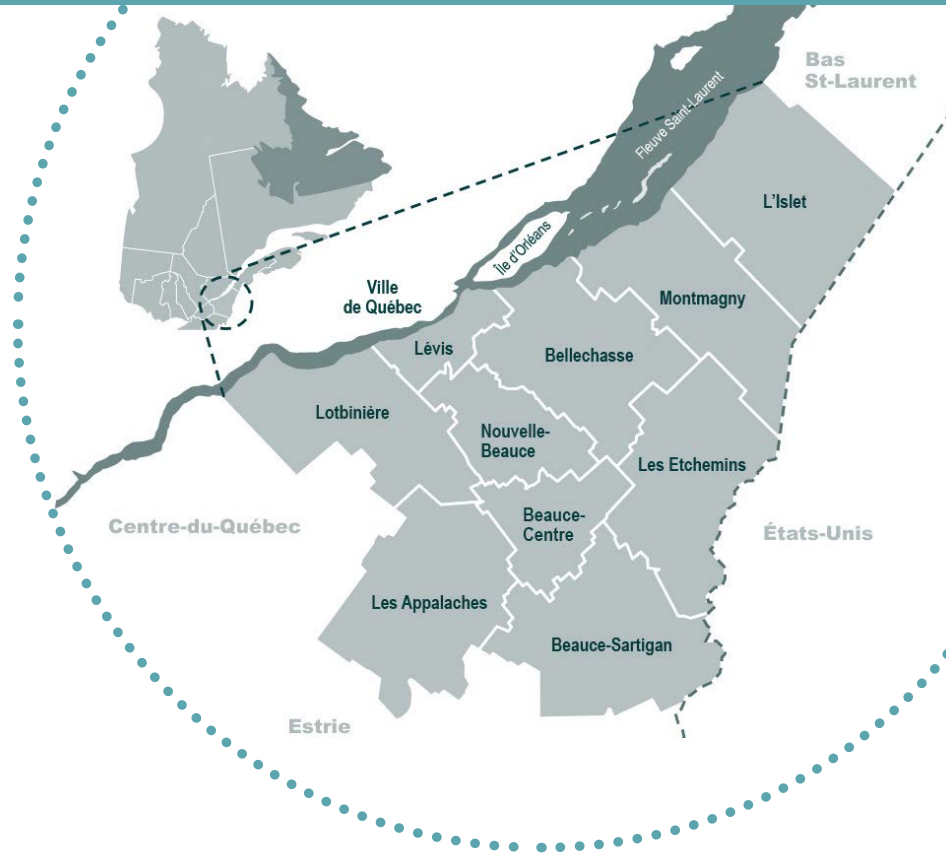 Bas
St-Laurent
Fleuve Saint-Laurent
L'Islet
Île d'Orléans
Ville
de Québec
Montmagny
Lévis
Bellechasse
Lotbinière
Nouvelle-
Beauce
Les Etchemins
Beauce-
Centre
Centre-du-Québec
États-Unis
Les Appalaches
Beauce-Sartigan
Estrie